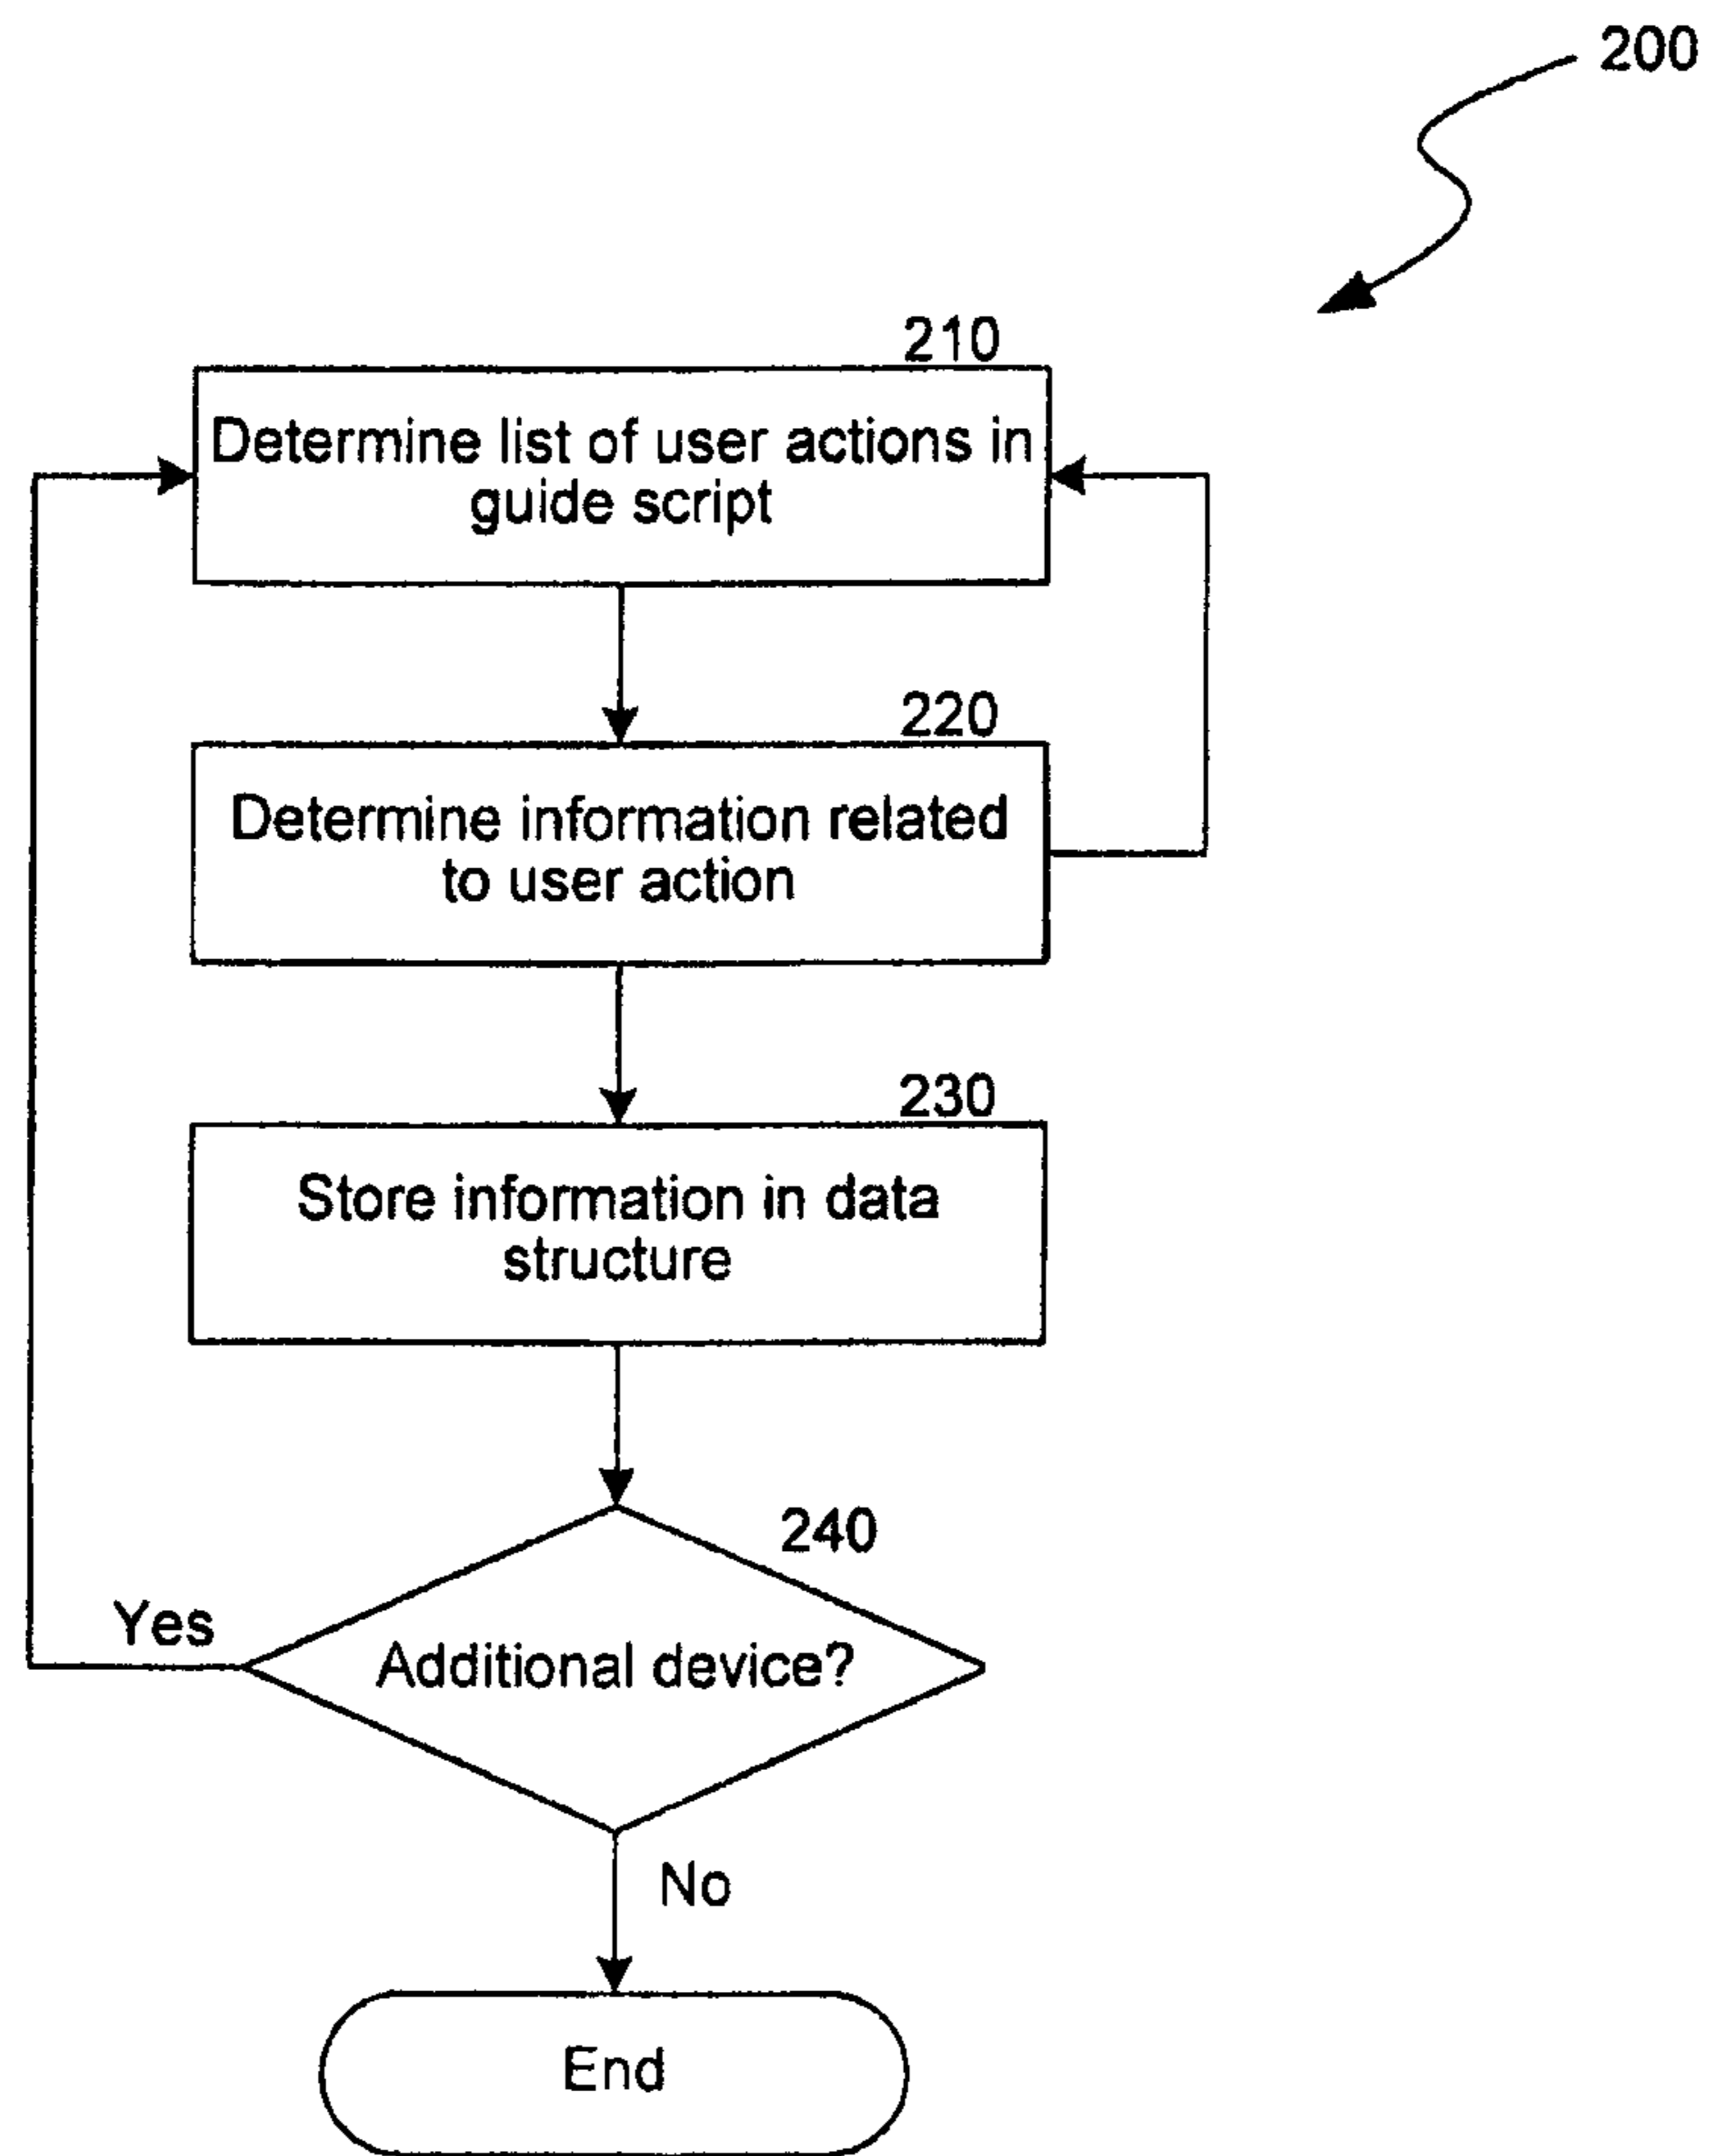 200
210
Determine list of user actions in
guide script
220
Determine information related
to user action
230
Store information in data
structure
240
Yes
Additional device?
No
End